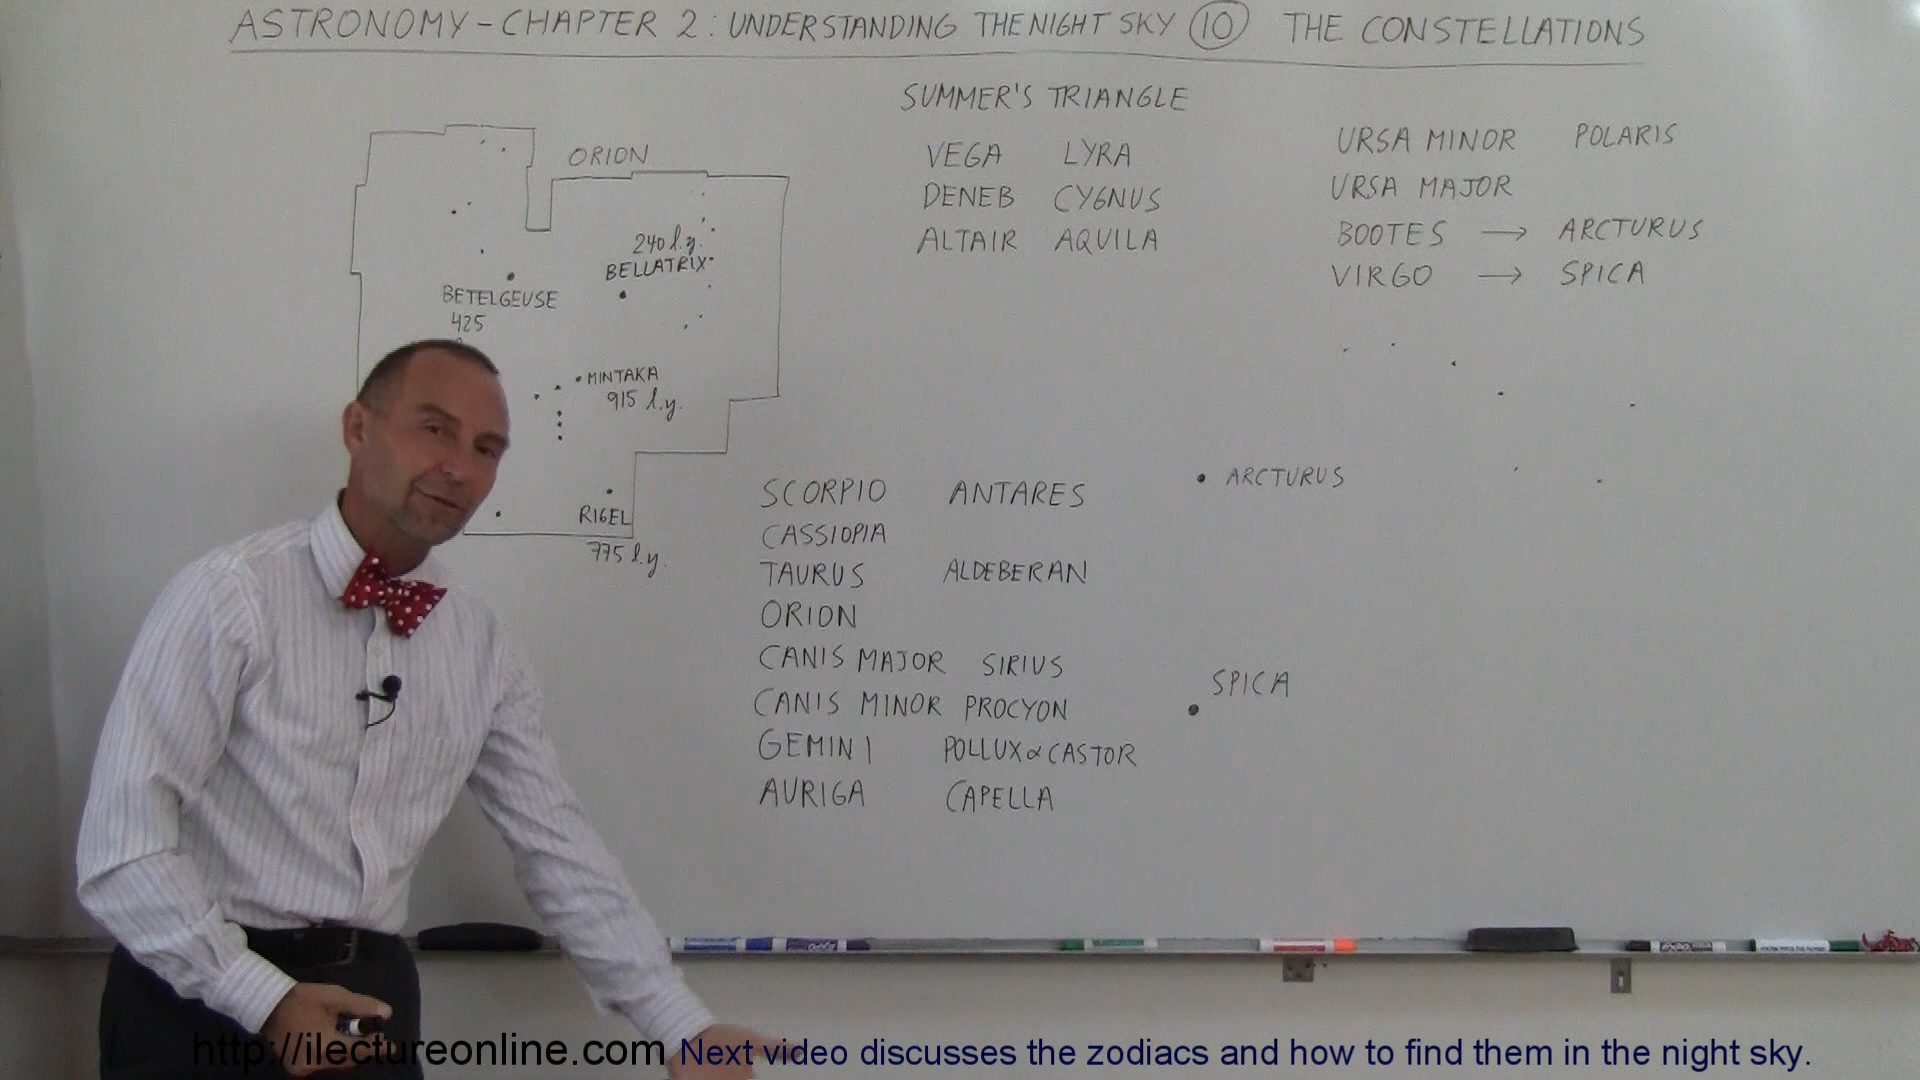 ASTRONOMY - CHAPTER 2: UNDERSTANDING THE NIGHT SKY 10 THE CONSTELLATIONS
ORION
240 l.y.
BELLATRIX
BETELGEUSE
425
MINTAKA
915 l.y.
RIGEL
775 l.y.
SUMMER'S TRIANGLE
VEGA LYRA
DENEB CYGNUS
ALTAIR AQUILA
URSA MINOR POLARIS
URSA MAJOR
BOOTES → ARCTURUS
VIRGO → SPICA
SCORPIO ANTARES
CASSIOPIA
TAURUS ALDEBERAN
ORION
CANIS MAJOR SIRIUS
CANIS MINOR PROCYON
GEMINI POLLUX & CASTOR
AURIGA CAPELLA
ARCTURUS
SPICA
EXPO
http://ilectureonline.com Next video discusses the zodiacs and how to find them in the night sky.